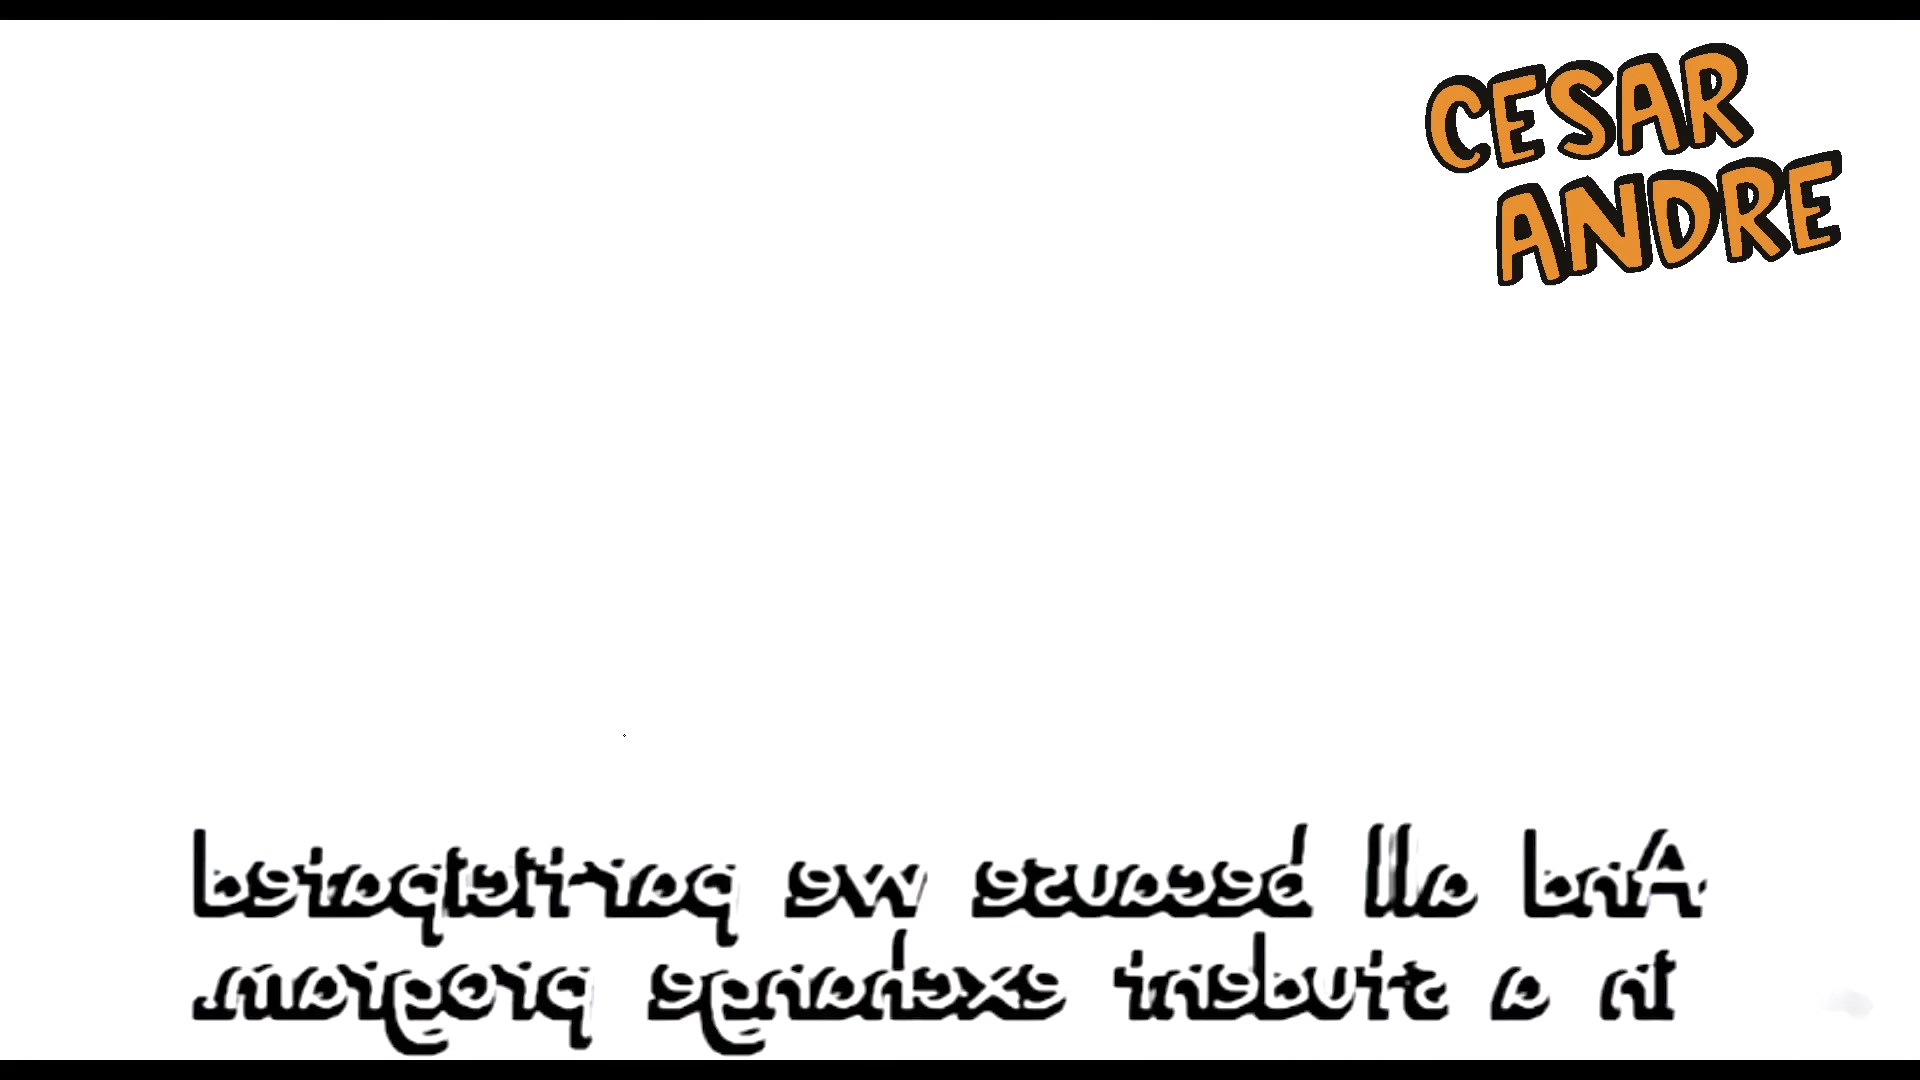 CESAR
ANDRE
And all because we participated
in a student exchange program.